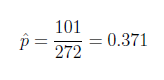 p̂ = 101/272 = 0.371